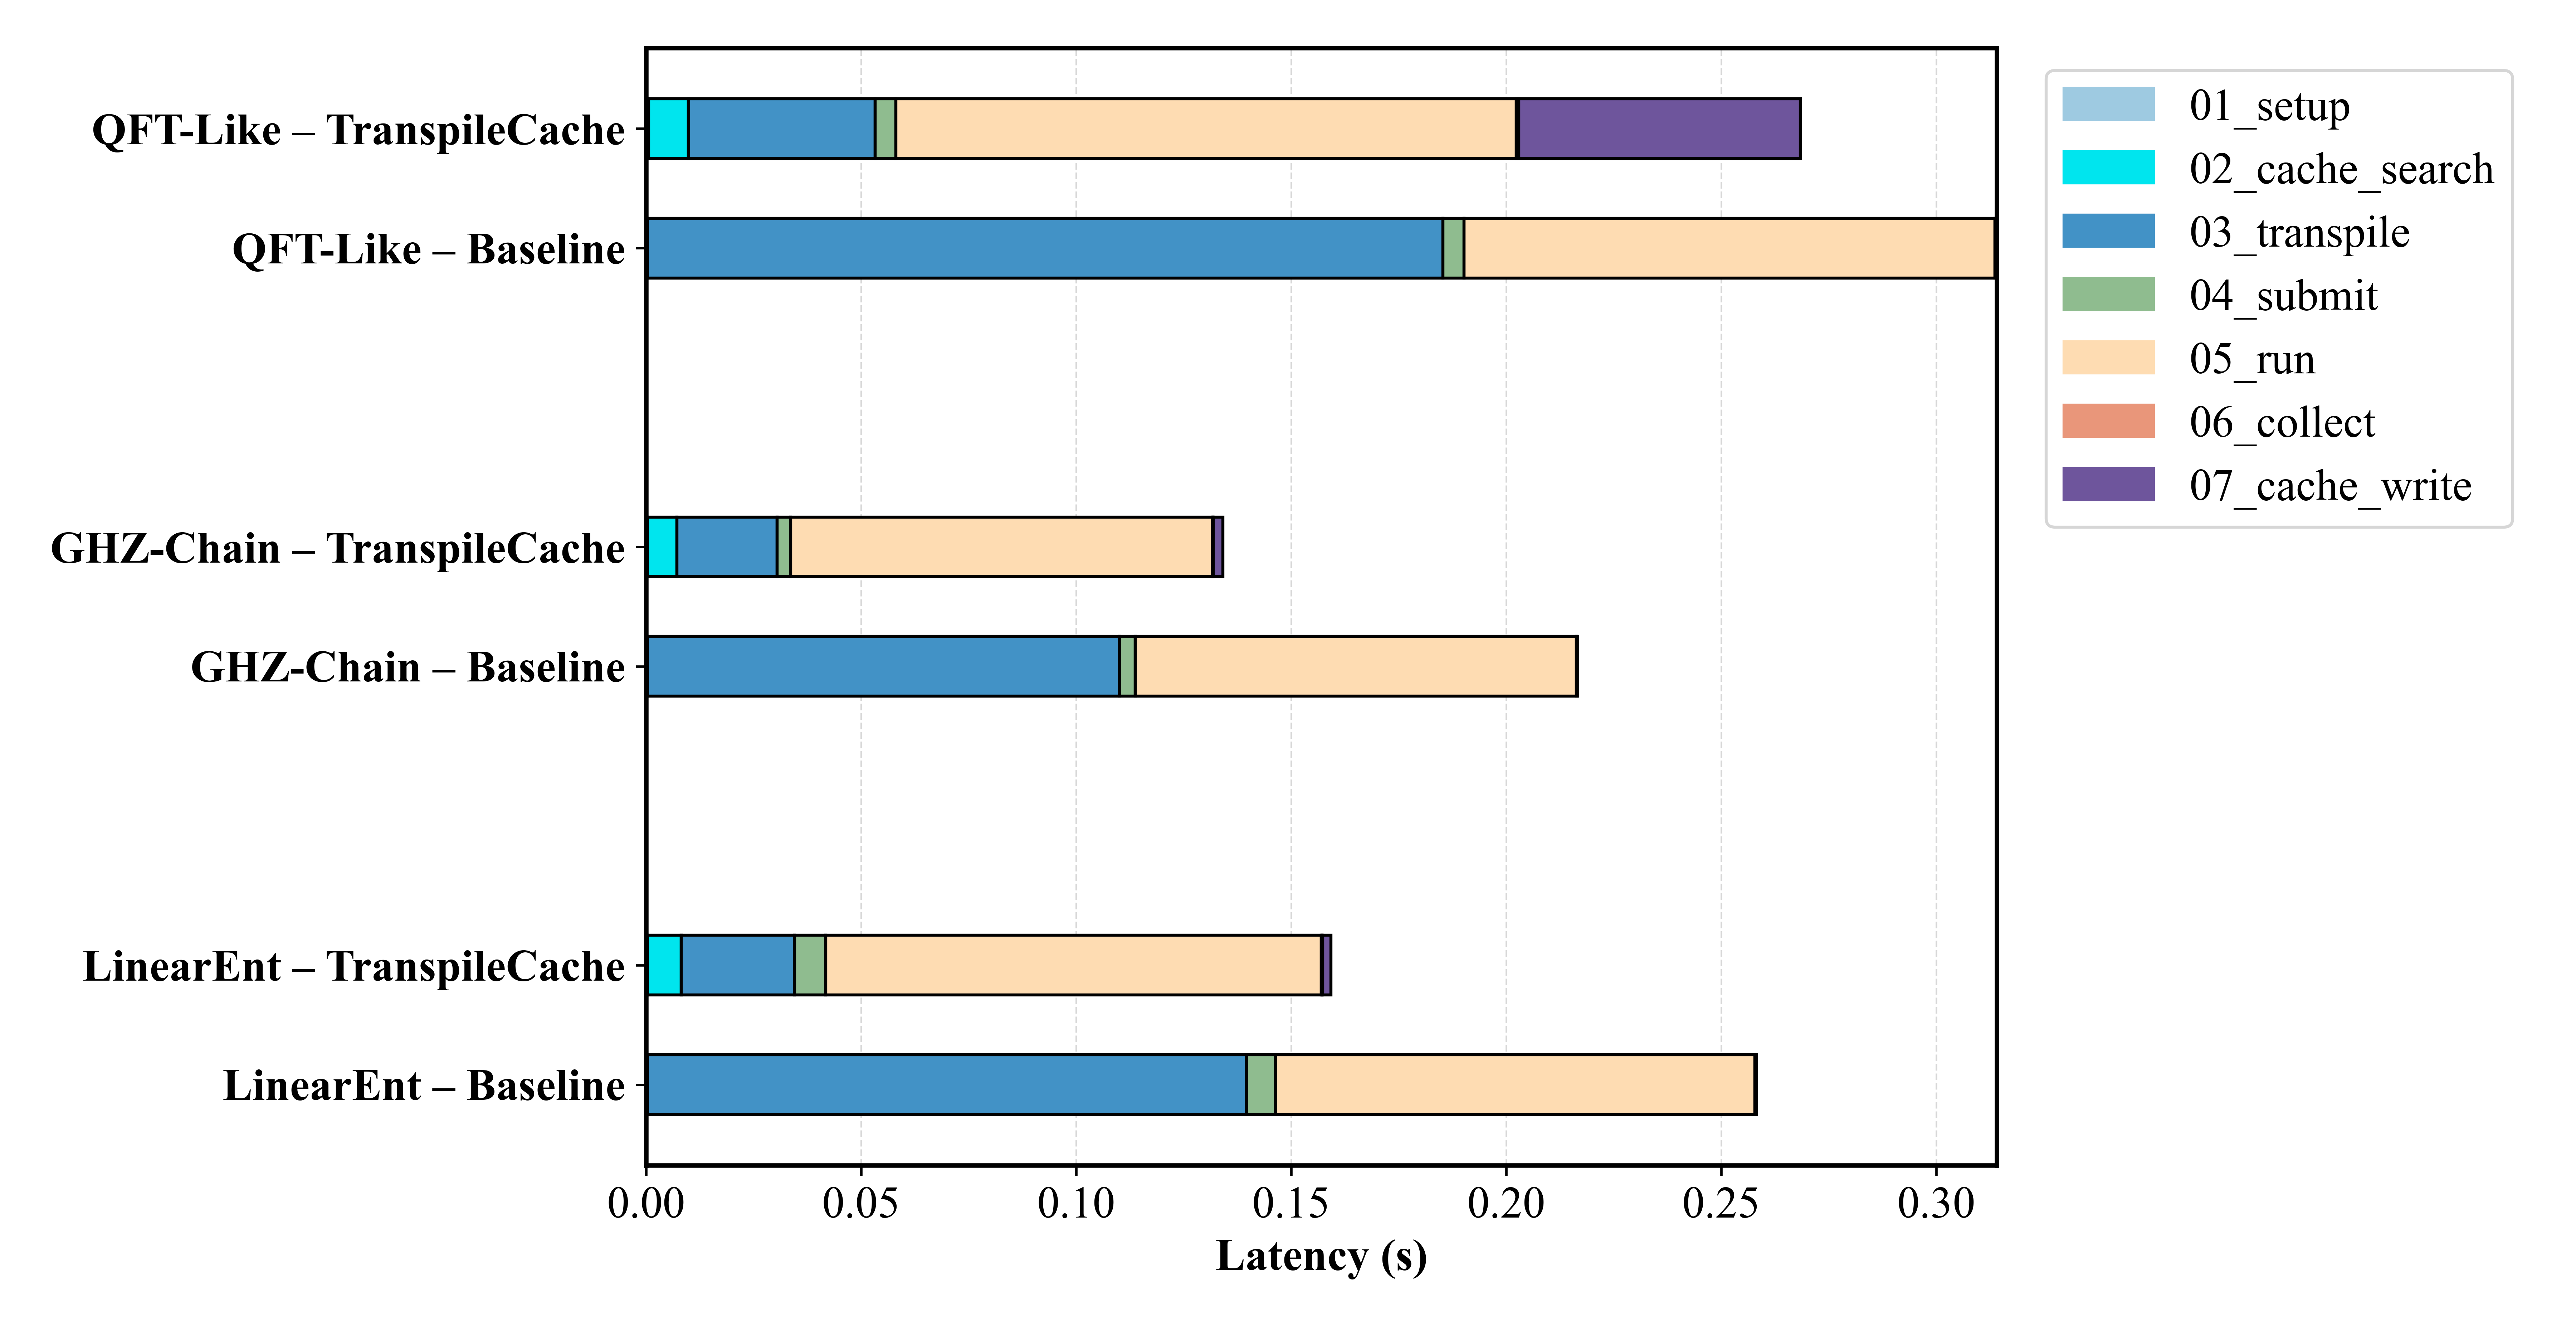 QFT-Like – TranspileCache
QFT-Like – Baseline
GHZ-Chain – TranspileCache
GHZ-Chain – Baseline
LinearEnt – TranspileCache
LinearEnt – Baseline
0.00 0.05 0.10 0.15 0.20 0.25 0.30
Latency (s)
01_setup
02_cache_search
03_transpile
04_submit
05_run
06_collect
07_cache_write